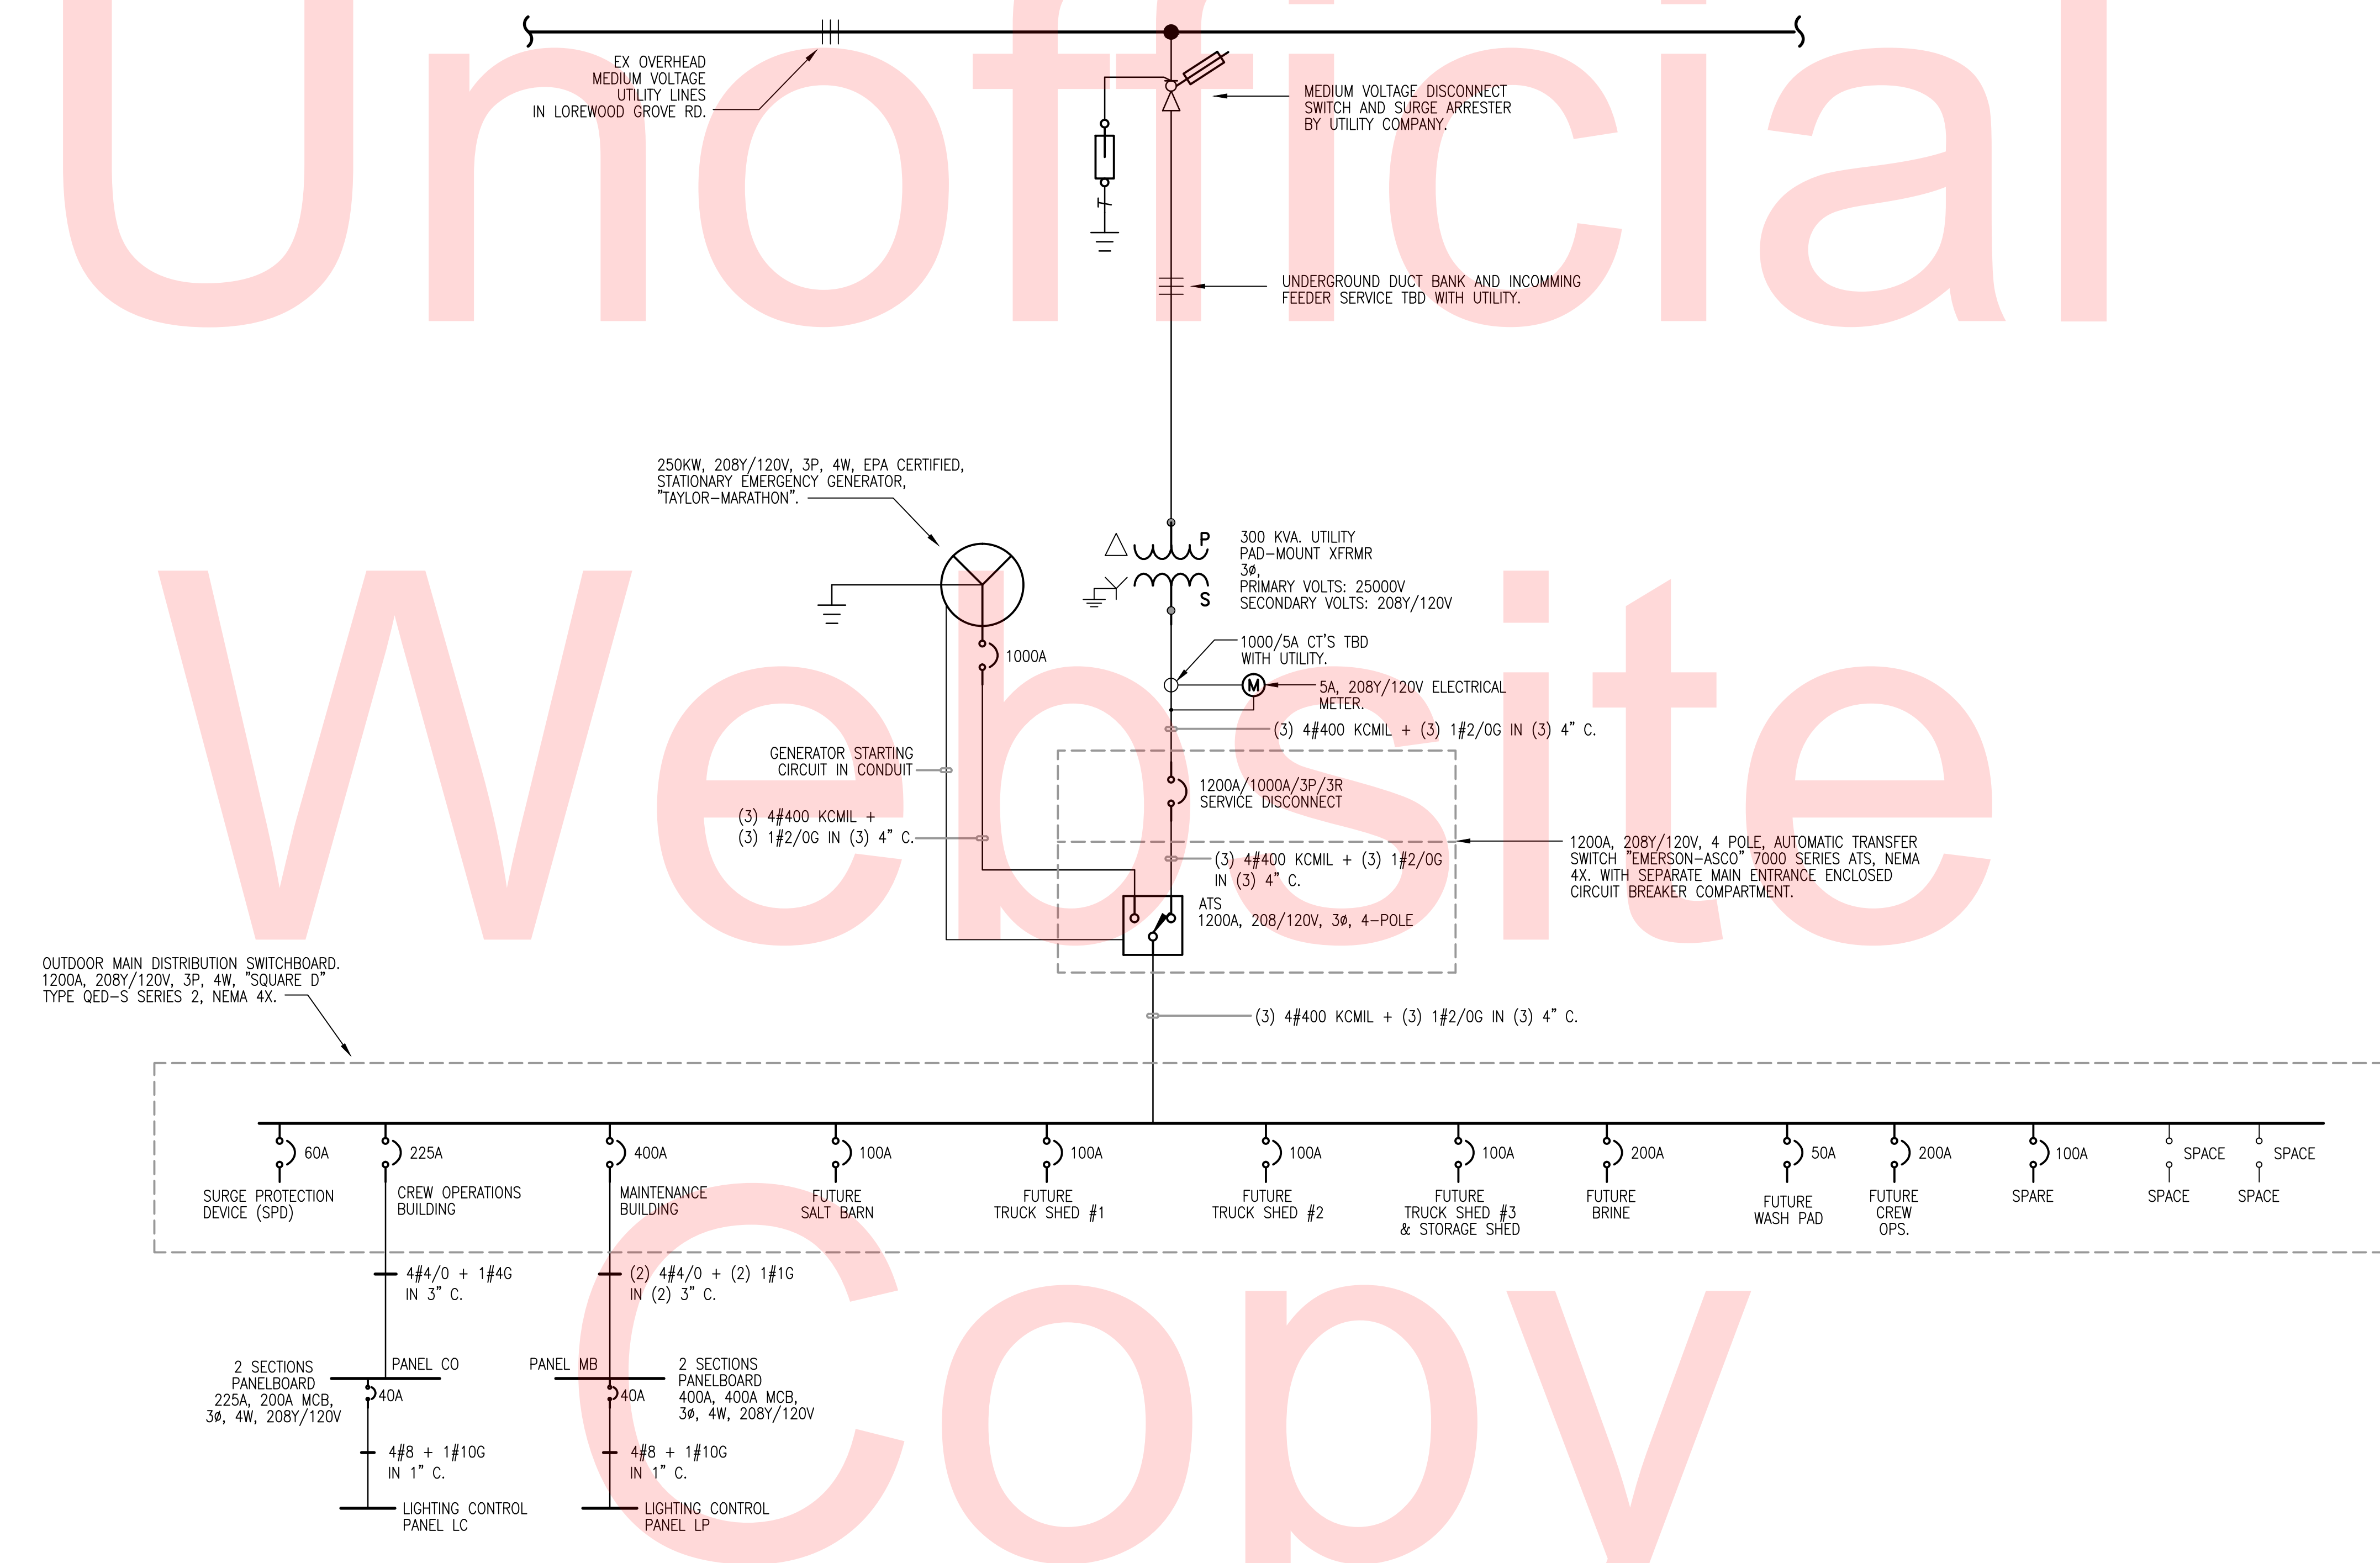 Unofficial
Website
Copy
EX OVERHEAD
MEDIUM VOLTAGE
UTILITY LINES
IN LOREWOOD GROVE RD.
MEDIUM VOLTAGE DISCONNECT
SWITCH AND SURGE ARRESTER
BY UTILITY COMPANY.
UNDERGROUND DUCT BANK AND INCOMMING
FEEDER SERVICE TBD WITH UTILITY.
250KW, 208Y/120V, 3P, 4W, EPA CERTIFIED,
STATIONARY EMERGENCY GENERATOR,
"TAYLOR-MARATHON".
P
S
300 KVA. UTILITY
PAD-MOUNT XFRMR
3ø,
PRIMARY VOLTS: 25000V
SECONDARY VOLTS: 208Y/120V
1000A
1000/5A CT'S TBD
WITH UTILITY.
M
5A, 208Y/120V ELECTRICAL
METER.
(3) 4#400 KCMIL + (3) 1#2/0G IN (3) 4" C.
GENERATOR STARTING
CIRCUIT IN CONDUIT
1200A/1000A/3P/3R
SERVICE DISCONNECT
(3) 4#400 KCMIL +
(3) 1#2/0G IN (3) 4" C.
(3) 4#400 KCMIL + (3) 1#2/0G
IN (3) 4" C.
1200A, 208Y/120V, 4 POLE, AUTOMATIC TRANSFER
SWITCH "EMERSON-ASCO" 7000 SERIES ATS, NEMA
4X. WITH SEPARATE MAIN ENTRANCE ENCLOSED
CIRCUIT BREAKER COMPARTMENT.
ATS
1200A, 208/120V, 3ø, 4-POLE
OUTDOOR MAIN DISTRIBUTION SWITCHBOARD.
1200A, 208Y/120V, 3P, 4W, "SQUARE D"
TYPE QED-S SERIES 2, NEMA 4X.
(3) 4#400 KCMIL + (3) 1#2/0G IN (3) 4" C.
60A
225A
400A
100A
100A
100A
100A
200A
50A
200A
100A
SPACE
SPACE
SURGE PROTECTION
DEVICE (SPD)
CREW OPERATIONS
BUILDING
MAINTENANCE
BUILDING
FUTURE
SALT BARN
FUTURE
TRUCK SHED #1
FUTURE
TRUCK SHED #2
FUTURE
TRUCK SHED #3
& STORAGE SHED
FUTURE
BRINE
FUTURE
WASH PAD
FUTURE
CREW
OPS.
SPARE
SPACE
SPACE
4#4/0 + 1#4G
IN 3" C.
(2) 4#4/0 + (2) 1#1G
IN (2) 3" C.
2 SECTIONS
PANELBOARD
225A, 200A MCB,
3ø, 4W, 208Y/120V
PANEL CO
40A
PANEL MB
40A
2 SECTIONS
PANELBOARD
400A, 400A MCB,
3ø, 4W, 208Y/120V
4#8 + 1#10G
IN 1" C.
4#8 + 1#10G
IN 1" C.
LIGHTING CONTROL
PANEL LC
LIGHTING CONTROL
PANEL LP